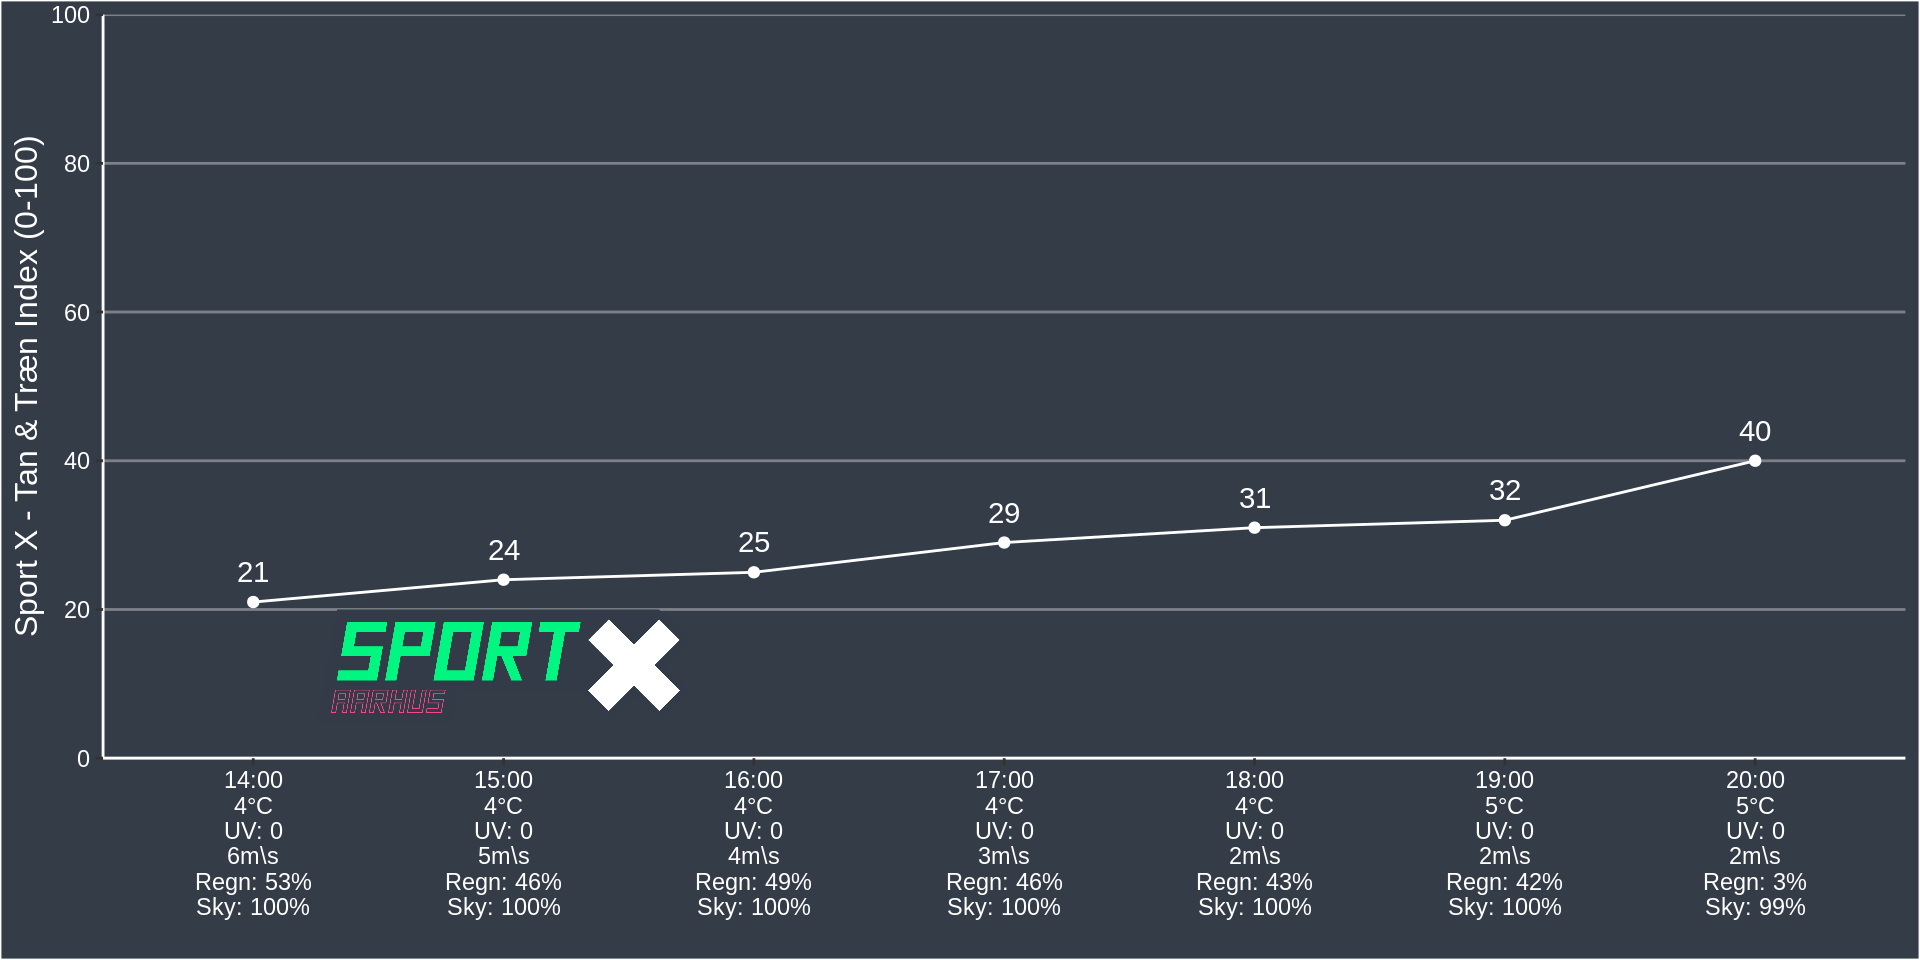 Sport X - Tan & Træn Index (0-100)
100
80
60
40
20
0
21
24
25
29
31
32
40
SPORT X
AARHUS
14:00 15:00 16:00 17:00 18:00 19:00 20:00
4°C 4°C 4°C 4°C 4°C 5°C 5°C
UV: 0 UV: 0 UV: 0 UV: 0 UV: 0 UV: 0 UV: 0
6m\s 5m\s 4m\s 3m\s 2m\s 2m\s 2m\s
Regn: 53% Regn: 46% Regn: 49% Regn: 46% Regn: 43% Regn: 42% Regn: 3%
Sky: 100% Sky: 100% Sky: 100% Sky: 100% Sky: 100% Sky: 100% Sky: 99%